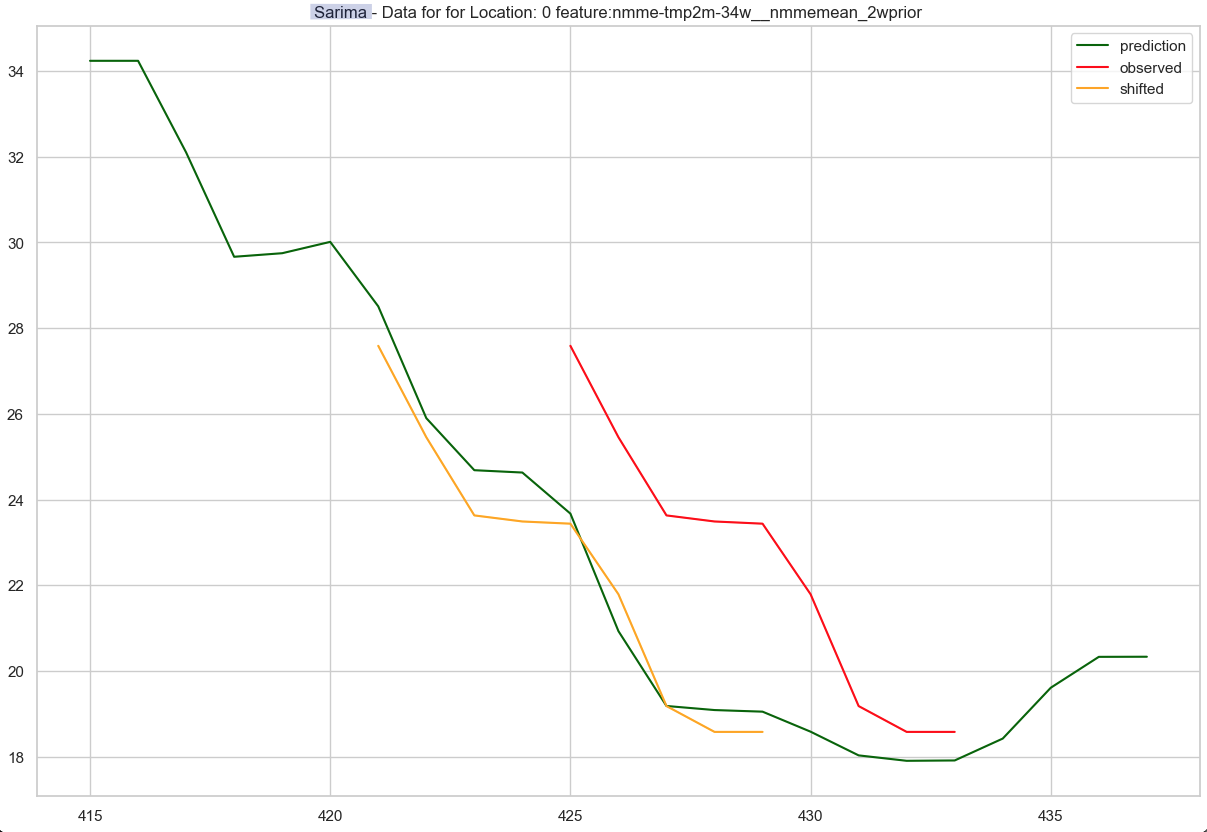 Sarima - Data for for Location: 0 feature:nmme-tmp2m-34w__nmmemean_2wprior
prediction
observed
shifted
34
32
30
28
26
24
22
20
18
415 420 425 430 435